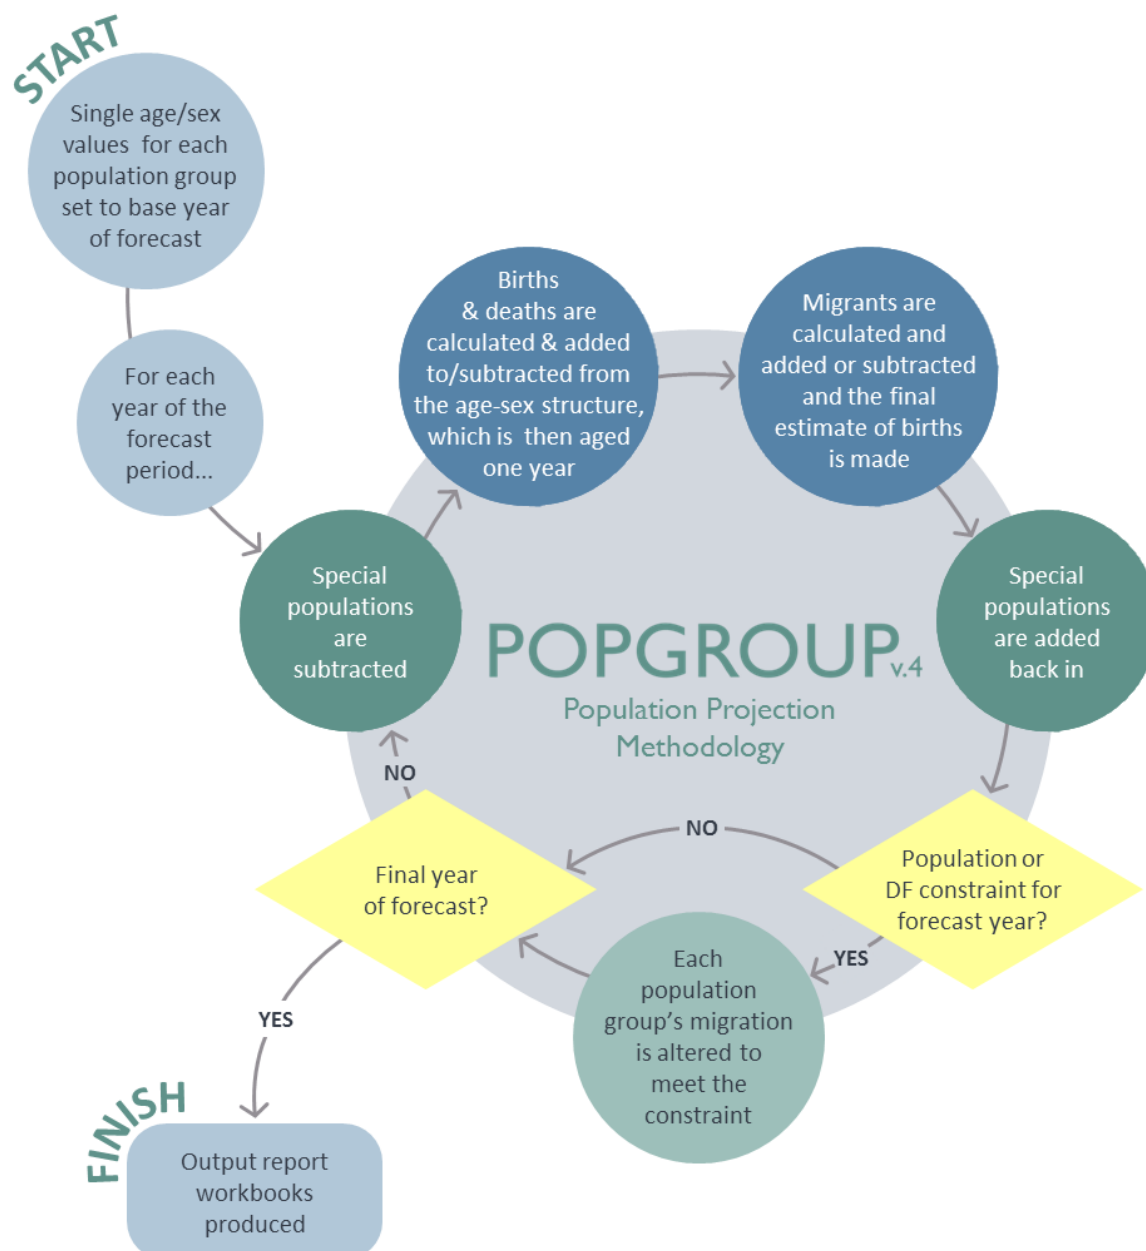 START
Single age/sex
values for each
population group
set to base year
of forecast
For each
year of the
forecast
period...
Special
populations
are
subtracted
Births
& deaths are
calculated & added
to/subtracted from
the age-sex structure,
which is then aged
one year
Migrants are
calculated and
added or subtracted
and the final
estimate of births
is made
Special
populations
are added
back in
POPGROUP v.4
Population Projection
Methodology
Population or
DF constraint for
forecast year?
NO
YES
Each
population
group's migration
is altered to
meet the
constraint
Final year
of forecast?
NO
YES
FINISH
Output report
workbooks
produced